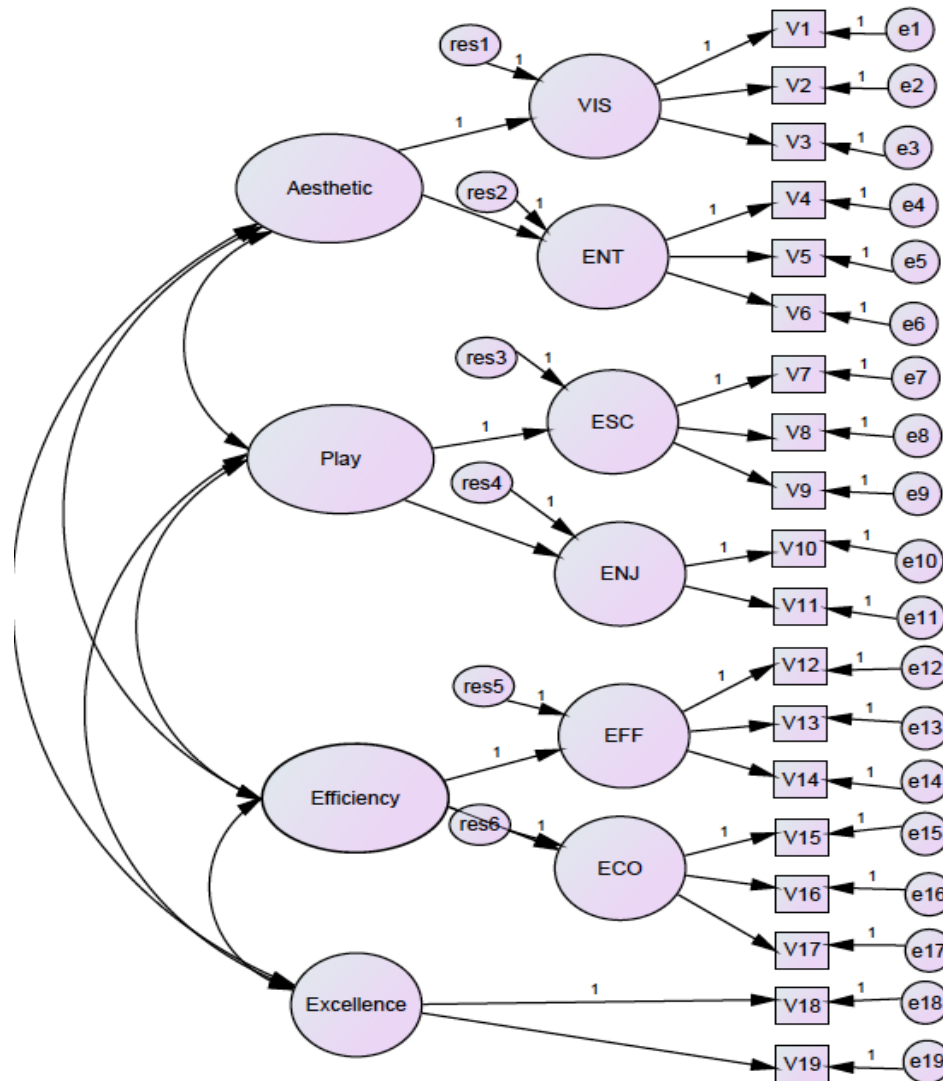 V1
1
e1
res1
1
1
VIS
V2
1
e2
V3
1
e3
1
Aesthetic
res2
1
V4
1
e4
1
ENT
V5
1
e5
V6
1
e6
res3
1
V7
1
e7
1
ESC
V8
1
e8
Play
1
V9
1
e9
res4
1
ENJ
1
V10
1
e10
V11
1
e11
res5
1
V12
1
e12
1
EFF
V13
1
e13
1
V14
1
e14
Efficiency
res6
1
V15
1
e15
1
ECO
V16
1
e16
V17
1
e17
Excellence
1
V18
1
e18
V19
1
e19